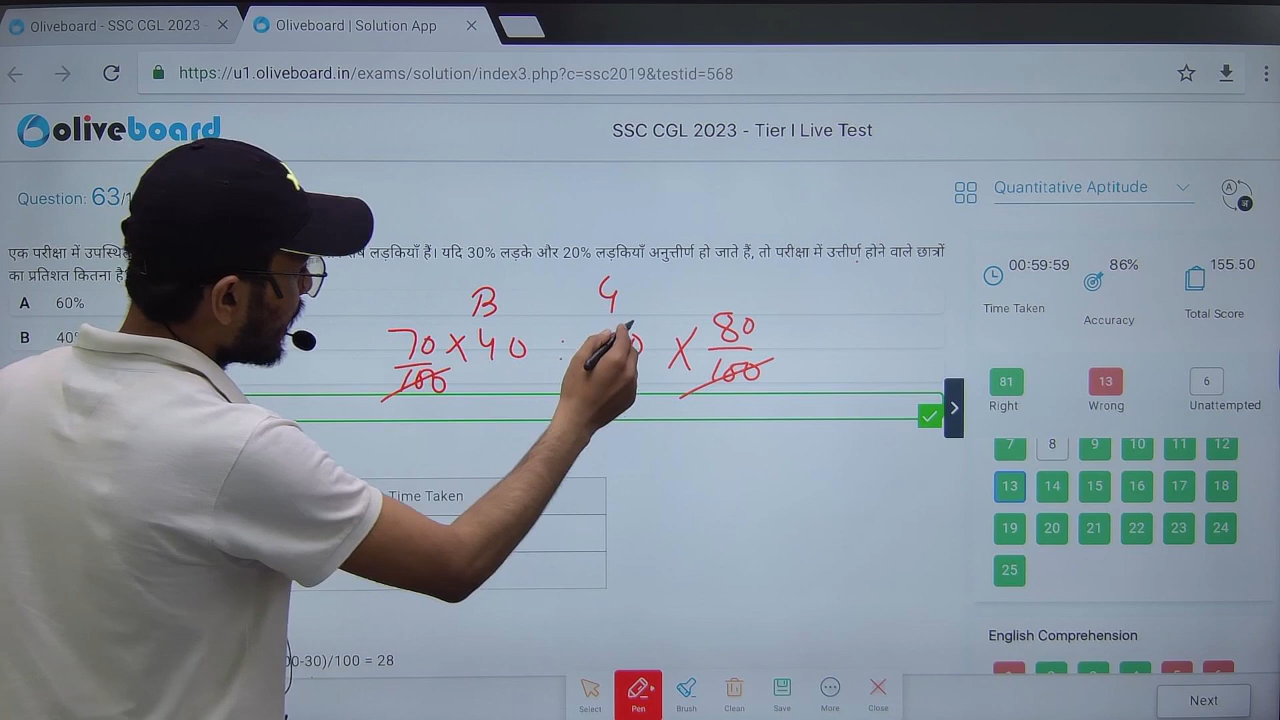 Oliveboard - SSC CGL 2023 -
Oliveboard | Solution App
https://u1.oliveboard.in/exams/solution/index3.php?c=ssc2019&testid=568
oliveboard
SSC CGL 2023 - Tier I Live Test
Question: 63/1
Quantitative Aptitude
एक परीक्षा में लड़कियाँ हैं। यदि 30% लड़के और 20% लड़कियाँ अनुत्तीर्ण हो जाते हैं, तो परीक्षा में उत्तीर्ण होने वाले छात्रों
का प्रतिशत कितना है
A 60%
B 40
B G
70/100 × 40 : 0 × 80/100
00:59:59
86%
155.50
Time Taken
Accuracy
Total Score
81
13
6
Right
Wrong
Unattempted
7 8 9 10 11 12
13 14 15 16 17 18
19 20 21 22 23 24
25
Time Taken
English Comprehension
00-30)/100 = 28
Select Pen Brush Clean Save More Close
Next